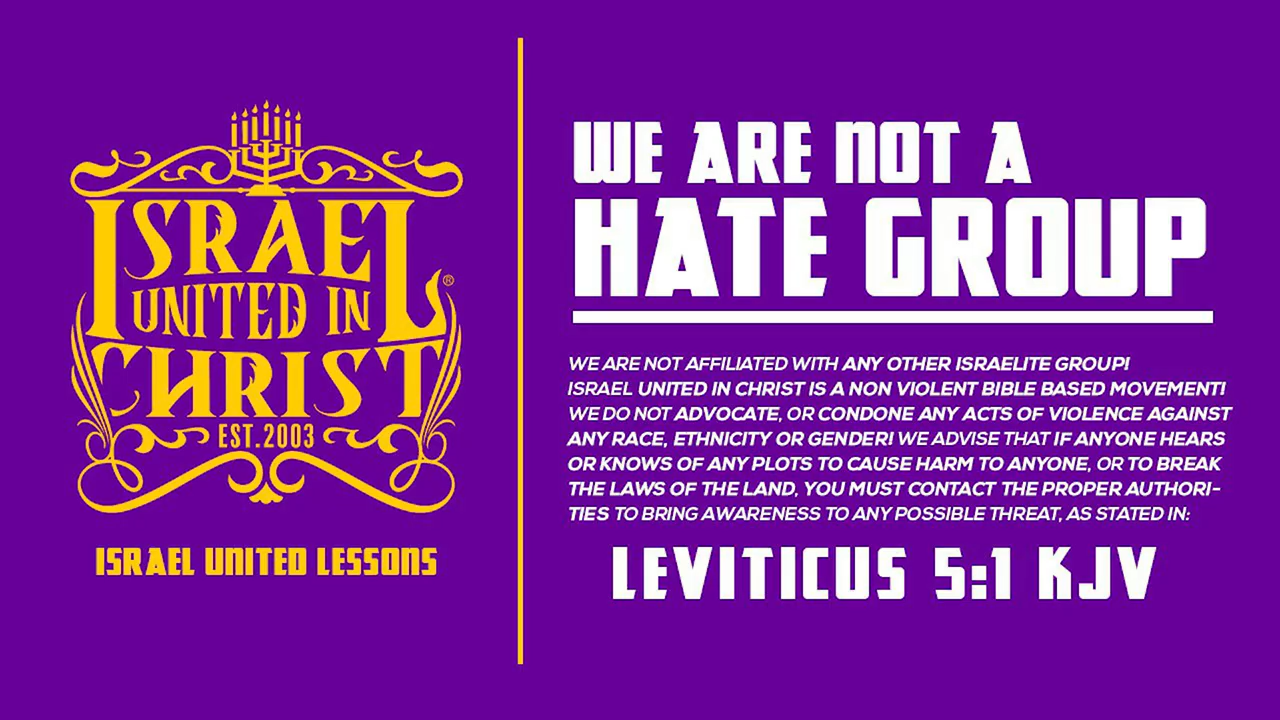 ISRAEL
UNITED IN
CHRIST
®
EST.2003
ISRAEL UNITED LESSONS
WE ARE NOT A
HATE GROUP
WE ARE NOT AFFILIATED WITH ANY OTHER ISRAELITE GROUP!
ISRAEL UNITED IN CHRIST IS A NON VIOLENT BIBLE BASED MOVEMENT!
WE DO NOT ADVOCATE, OR CONDONE ANY ACTS OF VIOLENCE AGAINST
ANY RACE, ETHNICITY OR GENDER! WE ADVISE THAT IF ANYONE HEARS
OR KNOWS OF ANY PLOTS TO CAUSE HARM TO ANYONE, OR TO BREAK
THE LAWS OF THE LAND, YOU MUST CONTACT THE PROPER AUTHORI-
TIES TO BRING AWARENESS TO ANY POSSIBLE THREAT, AS STATED IN:
LEVITICUS 5:1 KJV